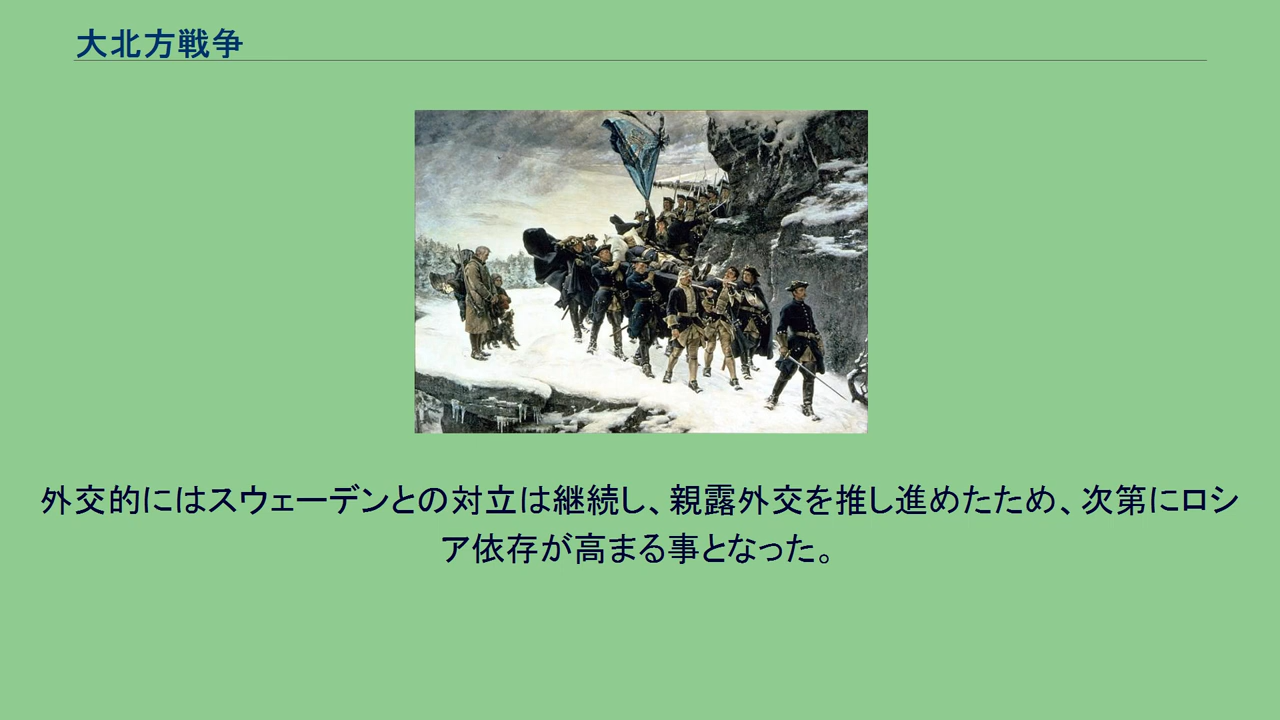 大北方戦争
外交的にはスウェーデンとの対立は継続し、親露外交を推し進めたため、次第にロシ
ア依存が高まる事となった。